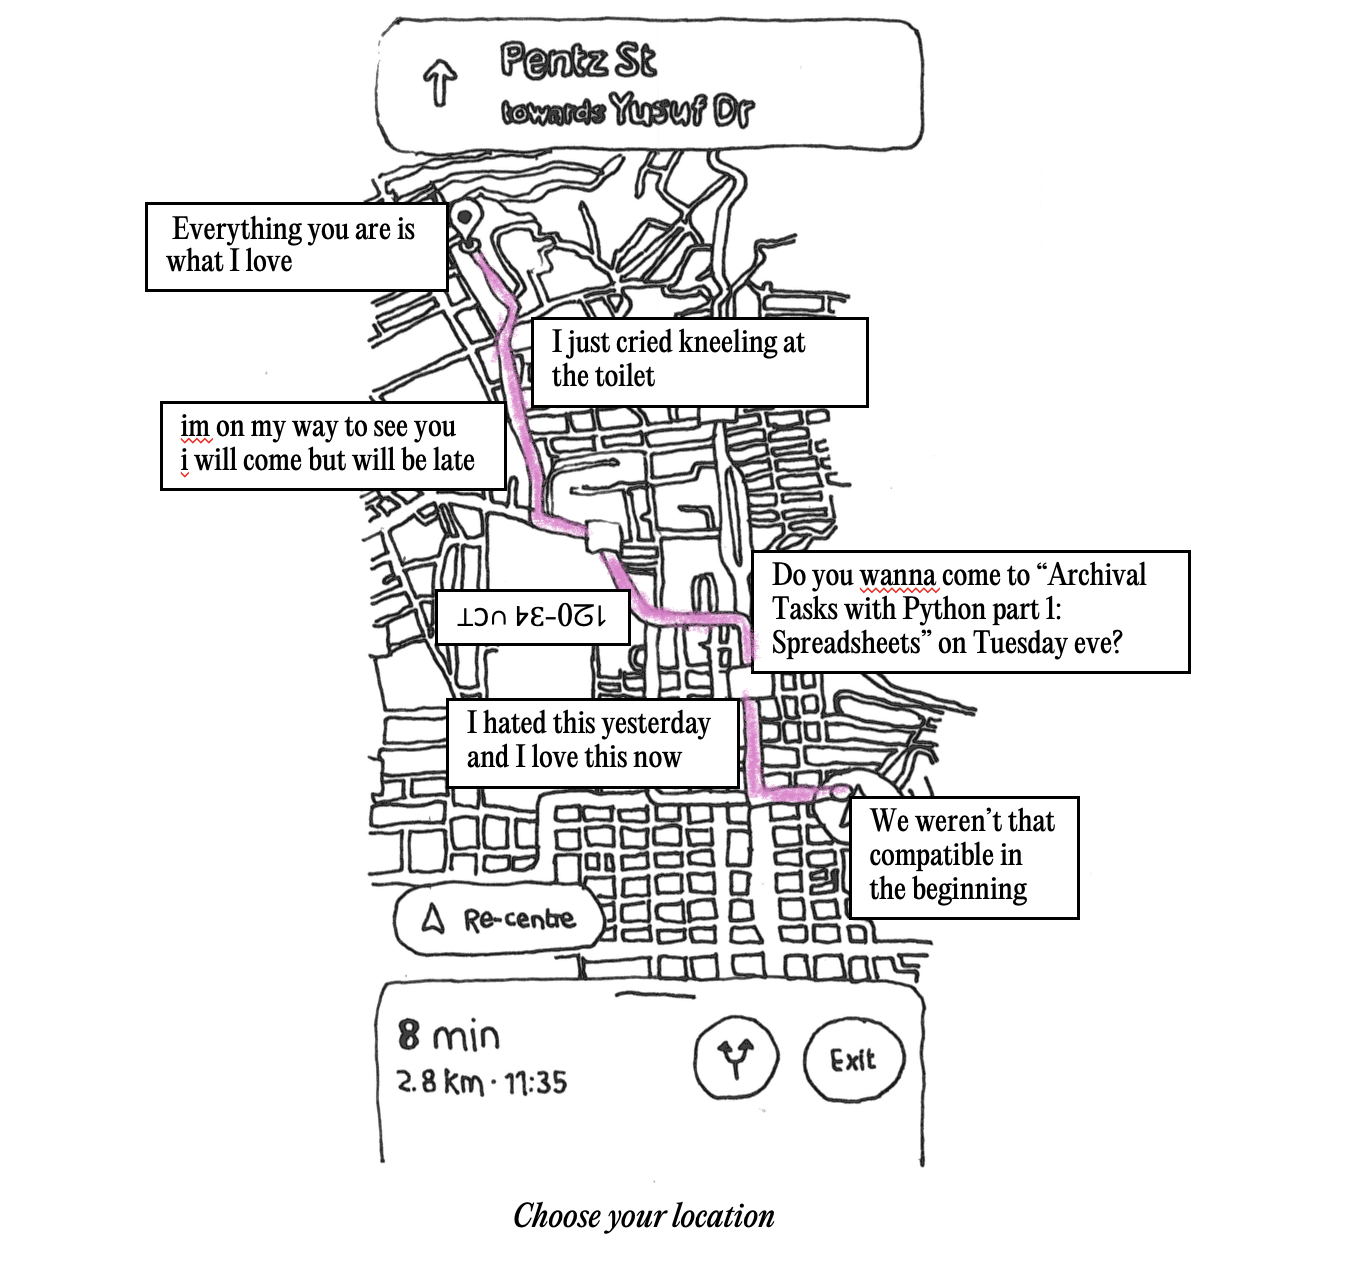 Pentz St
towards Yusuf Dr
Everything you are is
what I love
I just cried kneeling at
the toilet
im on my way to see you
i will come but will be late
Do you wanna come to “Archival
Tasks with Python part 1:
Spreadsheets” on Tuesday eve?
120-34 UCT
I hated this yesterday
and I love this now
We weren’t that
compatible in
the beginning
Re-centre
8 min
2.8 km · 11:35
Exit
Choose your location